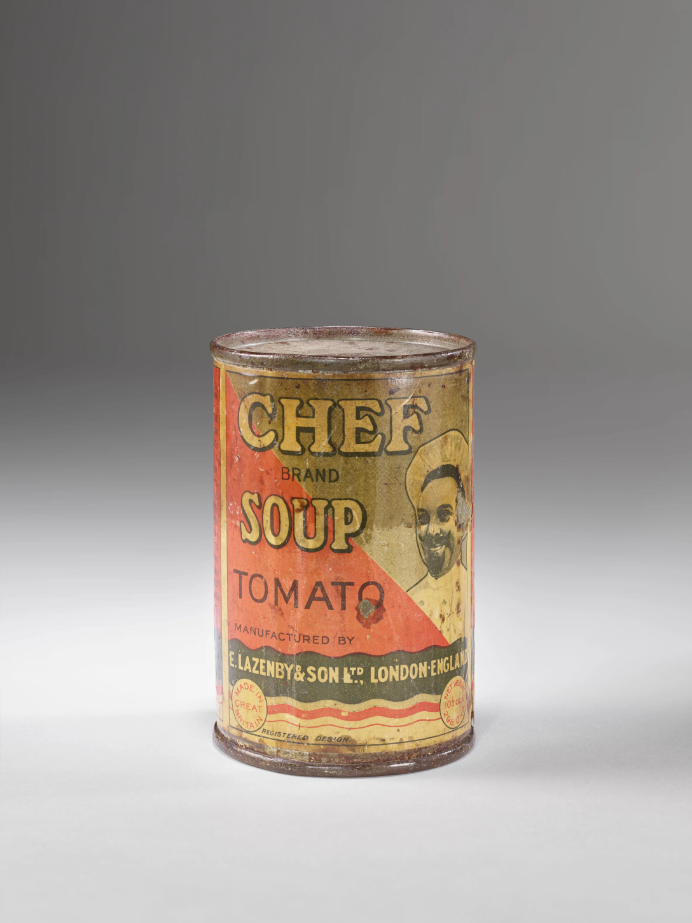 CHEF
BRAND
SOUP
TOMATO
MANUFACTURED BY
E. LAZENBY & SON LTD., LONDON·ENGLAND
MADE IN
GREAT
BRITAIN
REGISTERED DESIGN